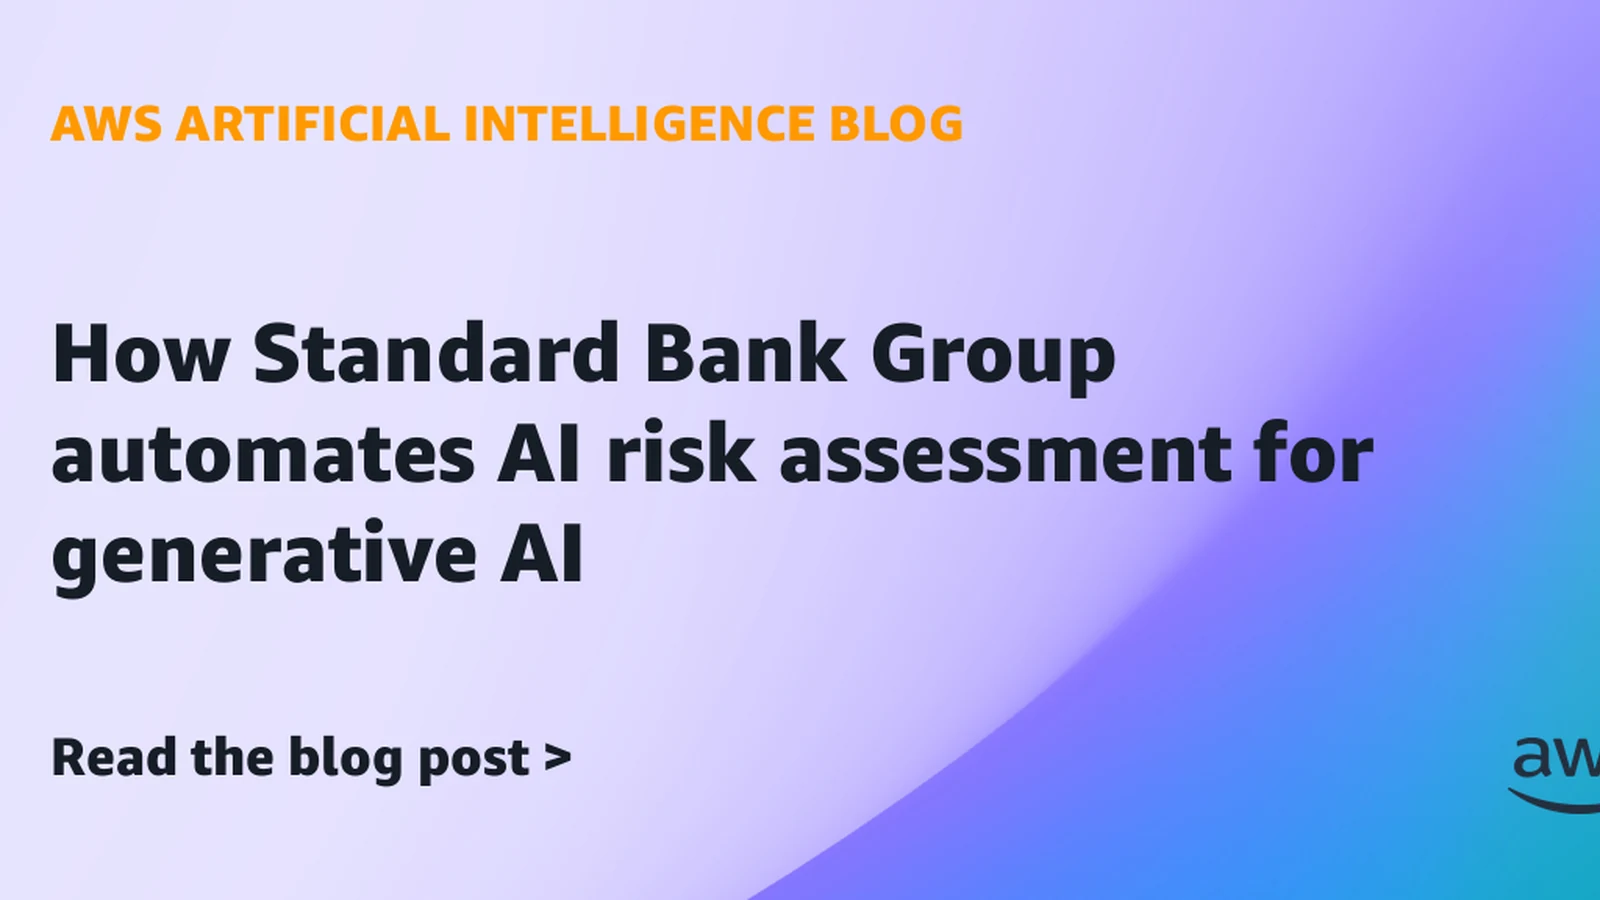 AWS ARTIFICIAL INTELLIGENCE BLOG
How Standard Bank Group
automates AI risk assessment for
generative AI
Read the blog post >
aw